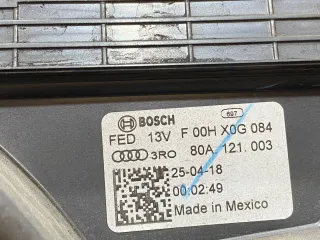 BOSCH 697
FED 13V F 00H X0G 084
3RO 80A.121.003
25-04-18
00:02:49
Made in Mexico